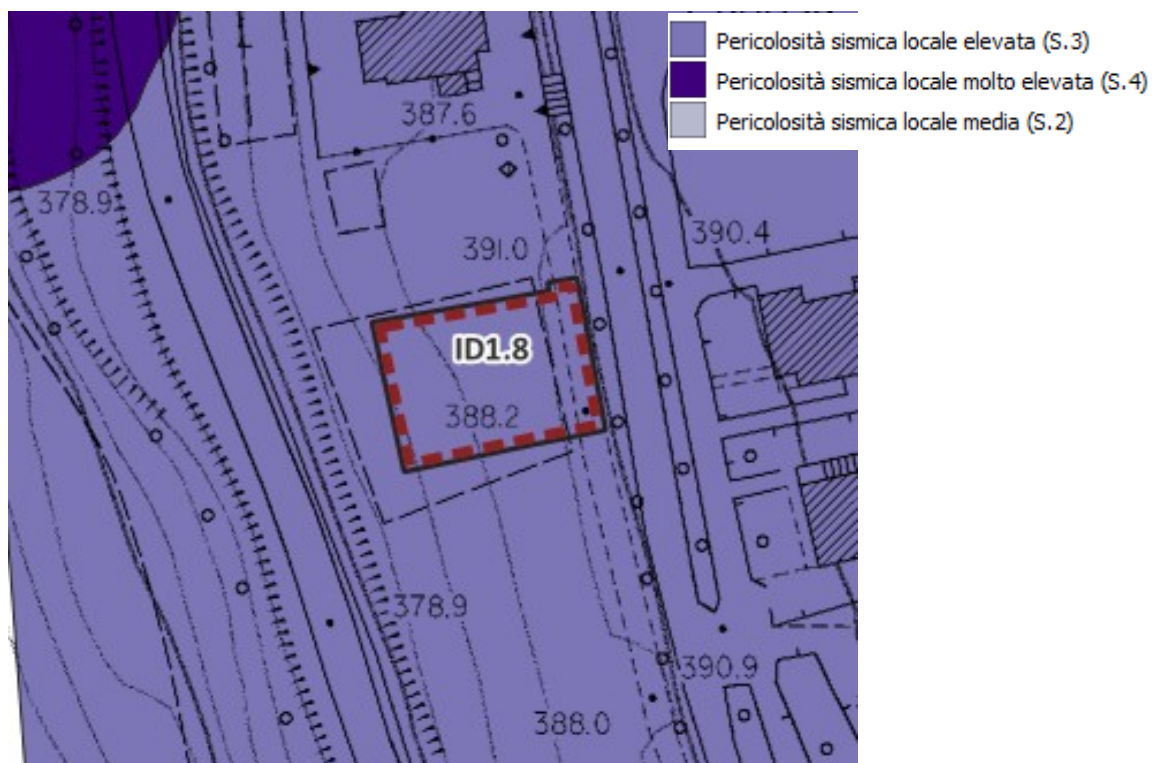 Pericolosità sismica locale elevata (S.3)
Pericolosità sismica locale molto elevata (S.4)
Pericolosità sismica locale media (S.2)
387.6
378.9
391.0
390.4
ID1.8
388.2
378.9
390.9
388.0